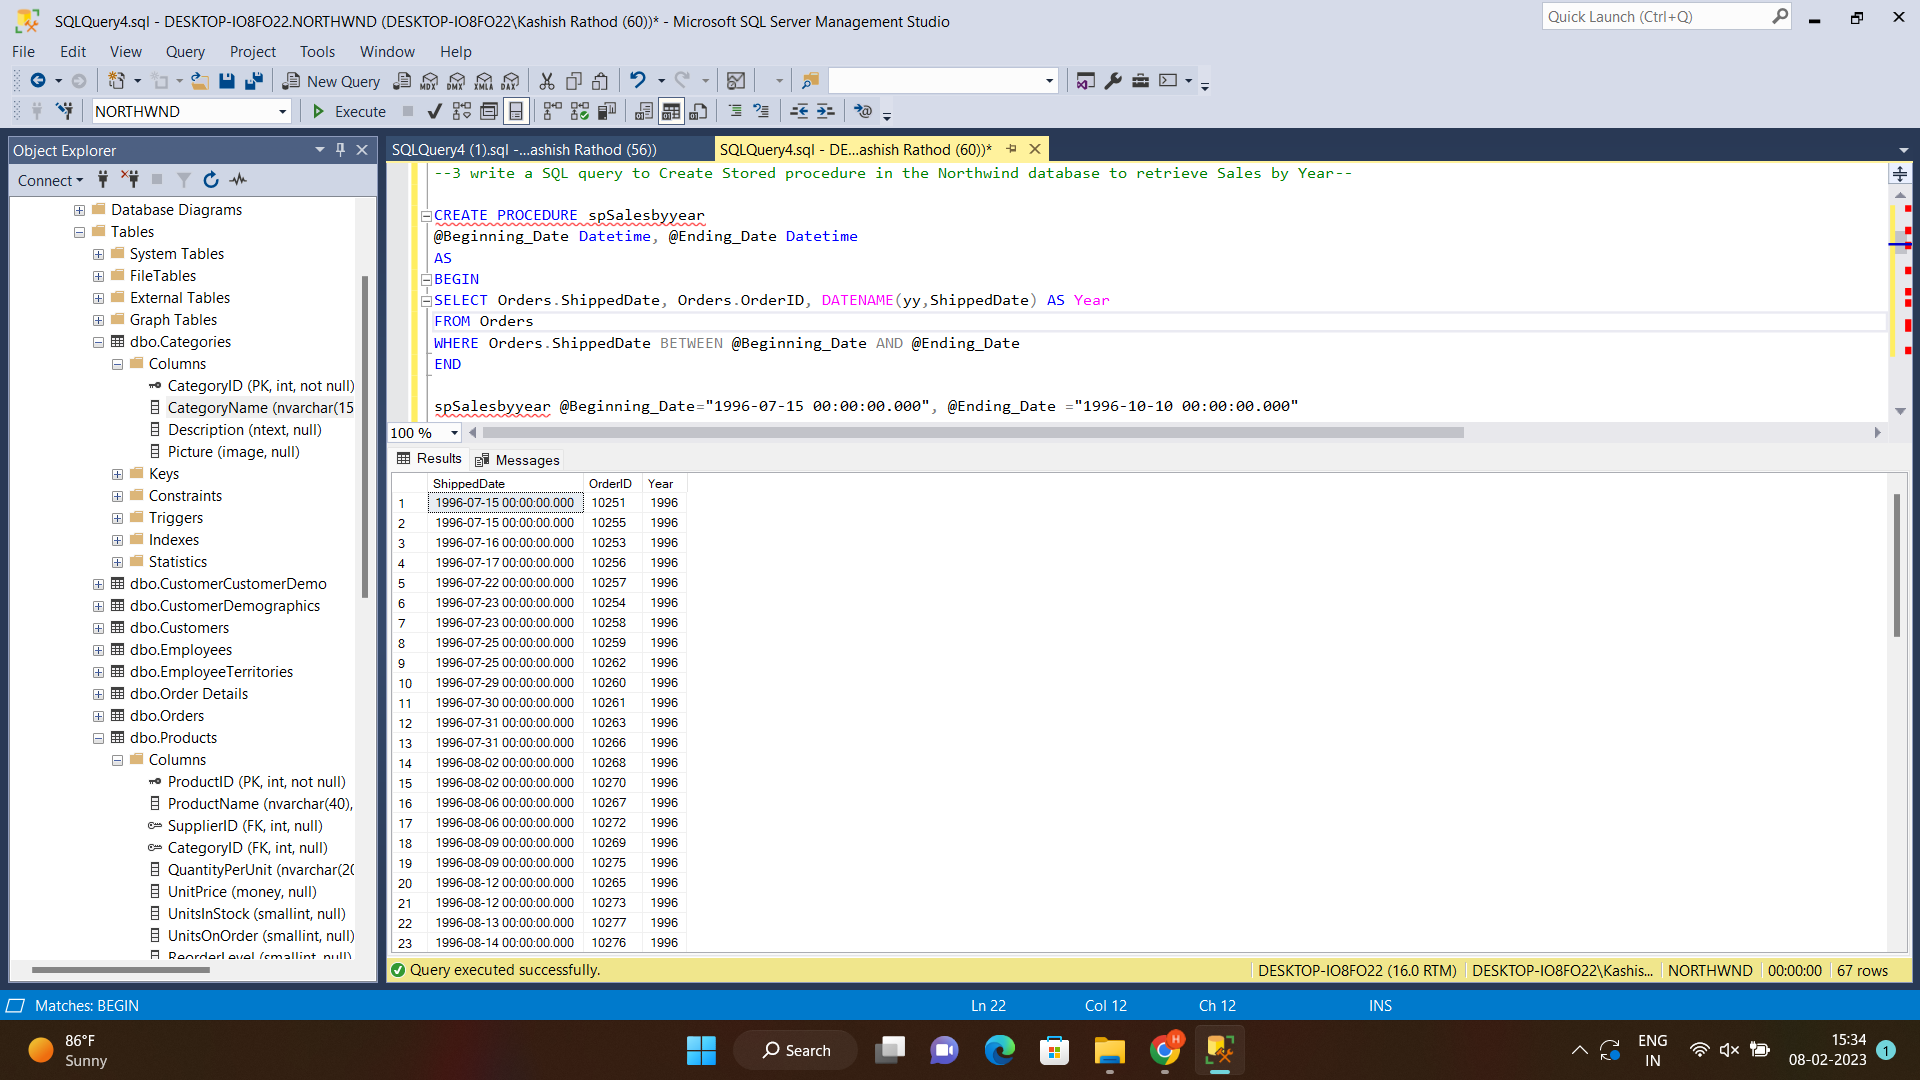 SQLQuery4.sql - DESKTOP-IO8FO22.NORTHWND (DESKTOP-IO8FO22\Kashish Rathod (60))* - Microsoft SQL Server Management Studio
Quick Launch (Ctrl+Q)
File Edit View Query Project Tools Window Help
New Query MDX DMX XMLA DAX
NORTHWND Execute
Object Explorer
SQLQuery4 (1).sql -...ashish Rathod (56))
SQLQuery4.sql - DE...ashish Rathod (60))*
Connect
Database Diagrams
Tables
System Tables
FileTables
External Tables
Graph Tables
dbo.Categories
Columns
CategoryID (PK, int, not null)
CategoryName (nvarchar(15
Description (ntext, null)
Picture (image, null)
Keys
Constraints
Triggers
Indexes
Statistics
dbo.CustomerCustomerDemo
dbo.CustomerDemographics
dbo.Customers
dbo.Employees
dbo.EmployeeTerritories
dbo.Order Details
dbo.Orders
dbo.Products
Columns
ProductID (PK, int, not null)
ProductName (nvarchar(40),
SupplierID (FK, int, null)
CategoryID (FK, int, null)
QuantityPerUnit (nvarchar(20
UnitPrice (money, null)
UnitsInStock (smallint, null)
UnitsOnOrder (smallint, null)
ReorderLevel (smallint, null)
--3 write a SQL query to Create Stored procedure in the Northwind database to retrieve Sales by Year--
CREATE PROCEDURE spSalesbyyear
@Beginning_Date Datetime, @Ending_Date Datetime
AS
BEGIN
SELECT Orders.ShippedDate, Orders.OrderID, DATENAME(yy,ShippedDate) AS Year
FROM Orders
WHERE Orders.ShippedDate BETWEEN @Beginning_Date AND @Ending_Date
END
spSalesbyyear @Beginning_Date="1996-07-15 00:00:00.000", @Ending_Date ="1996-10-10 00:00:00.000"
100 %
Results Messages
ShippedDate OrderID Year
1 1996-07-15 00:00:00.000 10251 1996
2 1996-07-15 00:00:00.000 10255 1996
3 1996-07-16 00:00:00.000 10253 1996
4 1996-07-17 00:00:00.000 10256 1996
5 1996-07-22 00:00:00.000 10257 1996
6 1996-07-23 00:00:00.000 10254 1996
7 1996-07-23 00:00:00.000 10258 1996
8 1996-07-25 00:00:00.000 10259 1996
9 1996-07-25 00:00:00.000 10262 1996
10 1996-07-29 00:00:00.000 10260 1996
11 1996-07-30 00:00:00.000 10261 1996
12 1996-07-31 00:00:00.000 10263 1996
13 1996-07-31 00:00:00.000 10266 1996
14 1996-08-02 00:00:00.000 10268 1996
15 1996-08-02 00:00:00.000 10270 1996
16 1996-08-06 00:00:00.000 10267 1996
17 1996-08-06 00:00:00.000 10272 1996
18 1996-08-09 00:00:00.000 10269 1996
19 1996-08-09 00:00:00.000 10275 1996
20 1996-08-12 00:00:00.000 10265 1996
21 1996-08-12 00:00:00.000 10273 1996
22 1996-08-13 00:00:00.000 10277 1996
23 1996-08-14 00:00:00.000 10276 1996
Query executed successfully.
DESKTOP-IO8FO22 (16.0 RTM) DESKTOP-IO8FO22\Kashis... NORTHWND 00:00:00 67 rows
Matches: BEGIN Ln 22 Col 12 Ch 12 INS
86°F
Sunny
Search
H
ENG
IN
15:34
08-02-2023
1